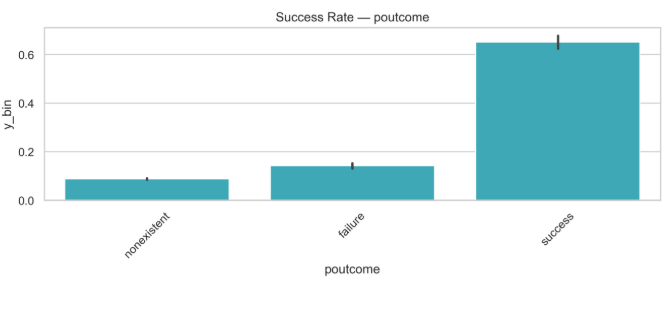 Success Rate — poutcome
y_bin
0.6
0.4
0.2
0.0
nonexistent
failure
success
poutcome